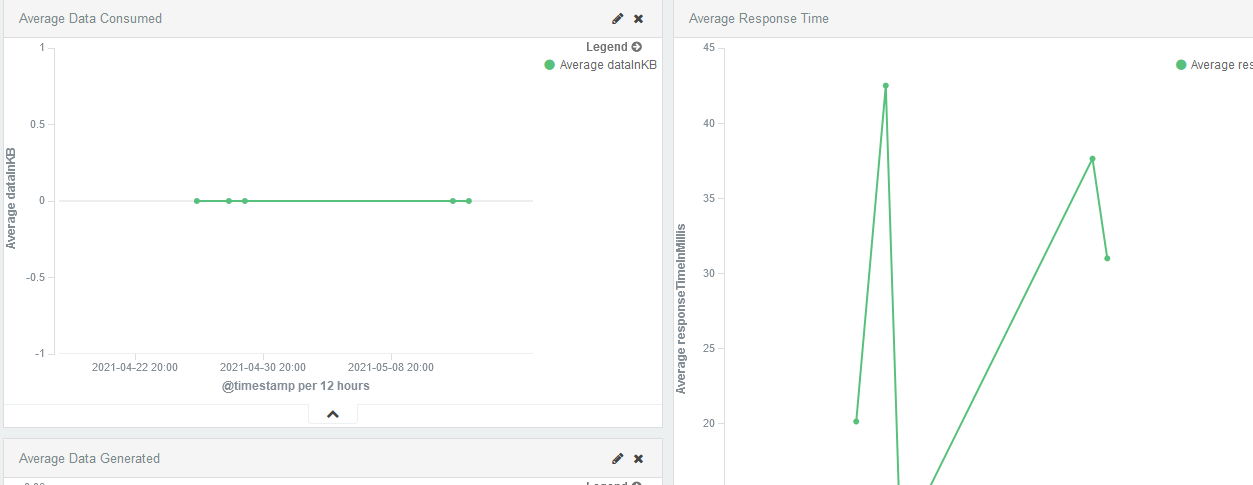 Average Data Consumed
Legend
Average dataInKB
1
0.5
0
-0.5
-1
Average dataInKB
2021-04-22 20:00
2021-04-30 20:00
2021-05-08 20:00
@timestamp per 12 hours
Average Data Generated
Average Response Time
Average res
45
40
35
30
25
20
Average responseTimeInMillis